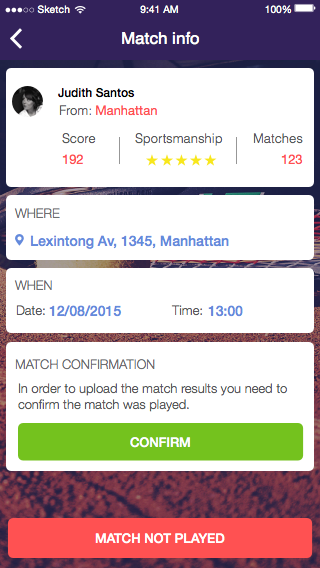 Sketch 9:41 AM 100%
Match info
Judith Santos
From: Manhattan
Score Sportsmanship Matches
192 ★★★★★ 123
WHERE
Lexintong Av, 1345, Manhattan
WHEN
Date: 12/08/2015 Time: 13:00
MATCH CONFIRMATION
In order to upload the match results you need to
confirm the match was played.
CONFIRM
MATCH NOT PLAYED